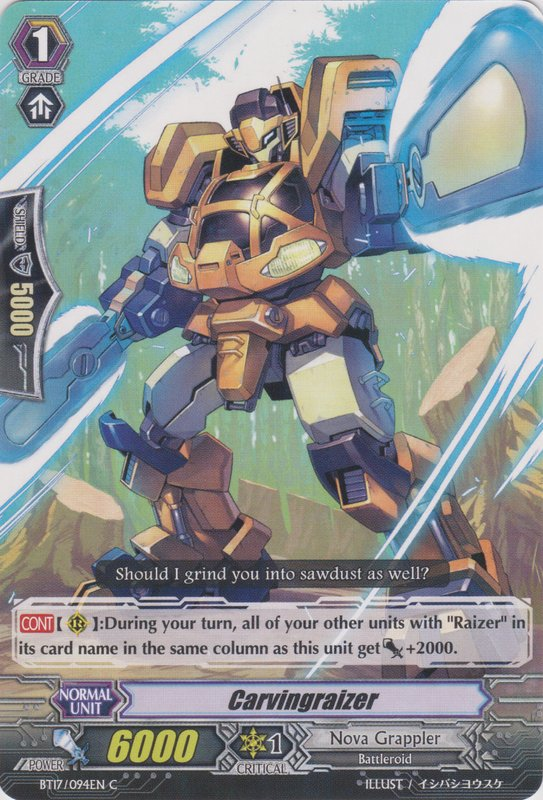 1
GRADE
SHIELD
5000
Should I grind you into sawdust as well?
CONT【 】:During your turn, all of your other units with "Raizer" in
its card name in the same column as this unit get +2000.
NORMAL
UNIT
Carvingraizer
POWER
6000
1
CRITICAL
Nova Grappler
Battleroid
BT17/094EN C
ILLUST / イシバシヨウスケ